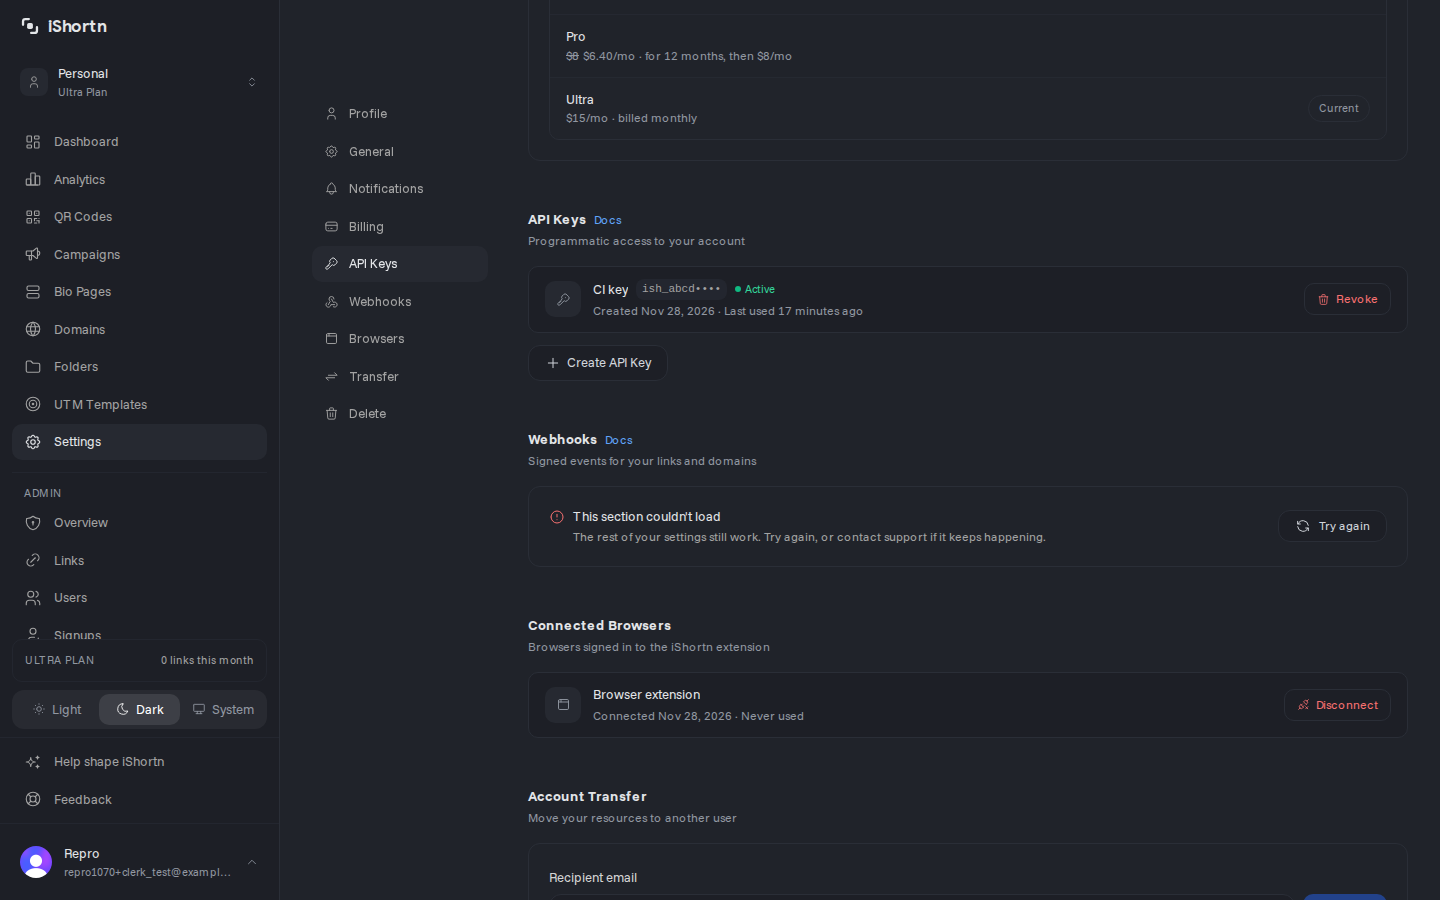 iShortn
Personal
Ultra Plan
Dashboard
Analytics
QR Codes
Campaigns
Bio Pages
Domains
Folders
UTM Templates
Settings
ADMIN
Overview
Links
Users
Signups
ULTRA PLAN
0 links this month
Light
Dark
System
Help shape iShortn
Feedback
Repro
repro1070+clerk_test@exampl...
Profile
General
Notifications
Billing
API Keys
Webhooks
Browsers
Transfer
Delete
Pro
$8 $6.40/mo · for 12 months, then $8/mo
Ultra
$15/mo · billed monthly
Current
API Keys Docs
Programmatic access to your account
CI key ish_abcd•••• Active
Created Nov 28, 2026 · Last used 17 minutes ago
Revoke
Create API Key
Webhooks Docs
Signed events for your links and domains
This section couldn't load
The rest of your settings still work. Try again, or contact support if it keeps happening.
Try again
Connected Browsers
Browsers signed in to the iShortn extension
Browser extension
Connected Nov 28, 2026 · Never used
Disconnect
Account Transfer
Move your resources to another user
Recipient email